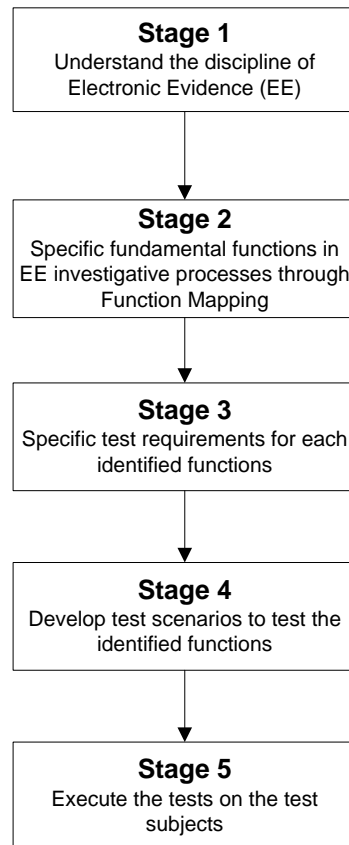 Stage 1
Understand the discipline of
Electronic Evidence (EE)
Stage 2
Specific fundamental functions in
EE investigative processes through
Function Mapping
Stage 3
Specific test requirements for each
identified functions
Stage 4
Develop test scenarios to test the
identified functions
Stage 5
Execute the tests on the test
subjects